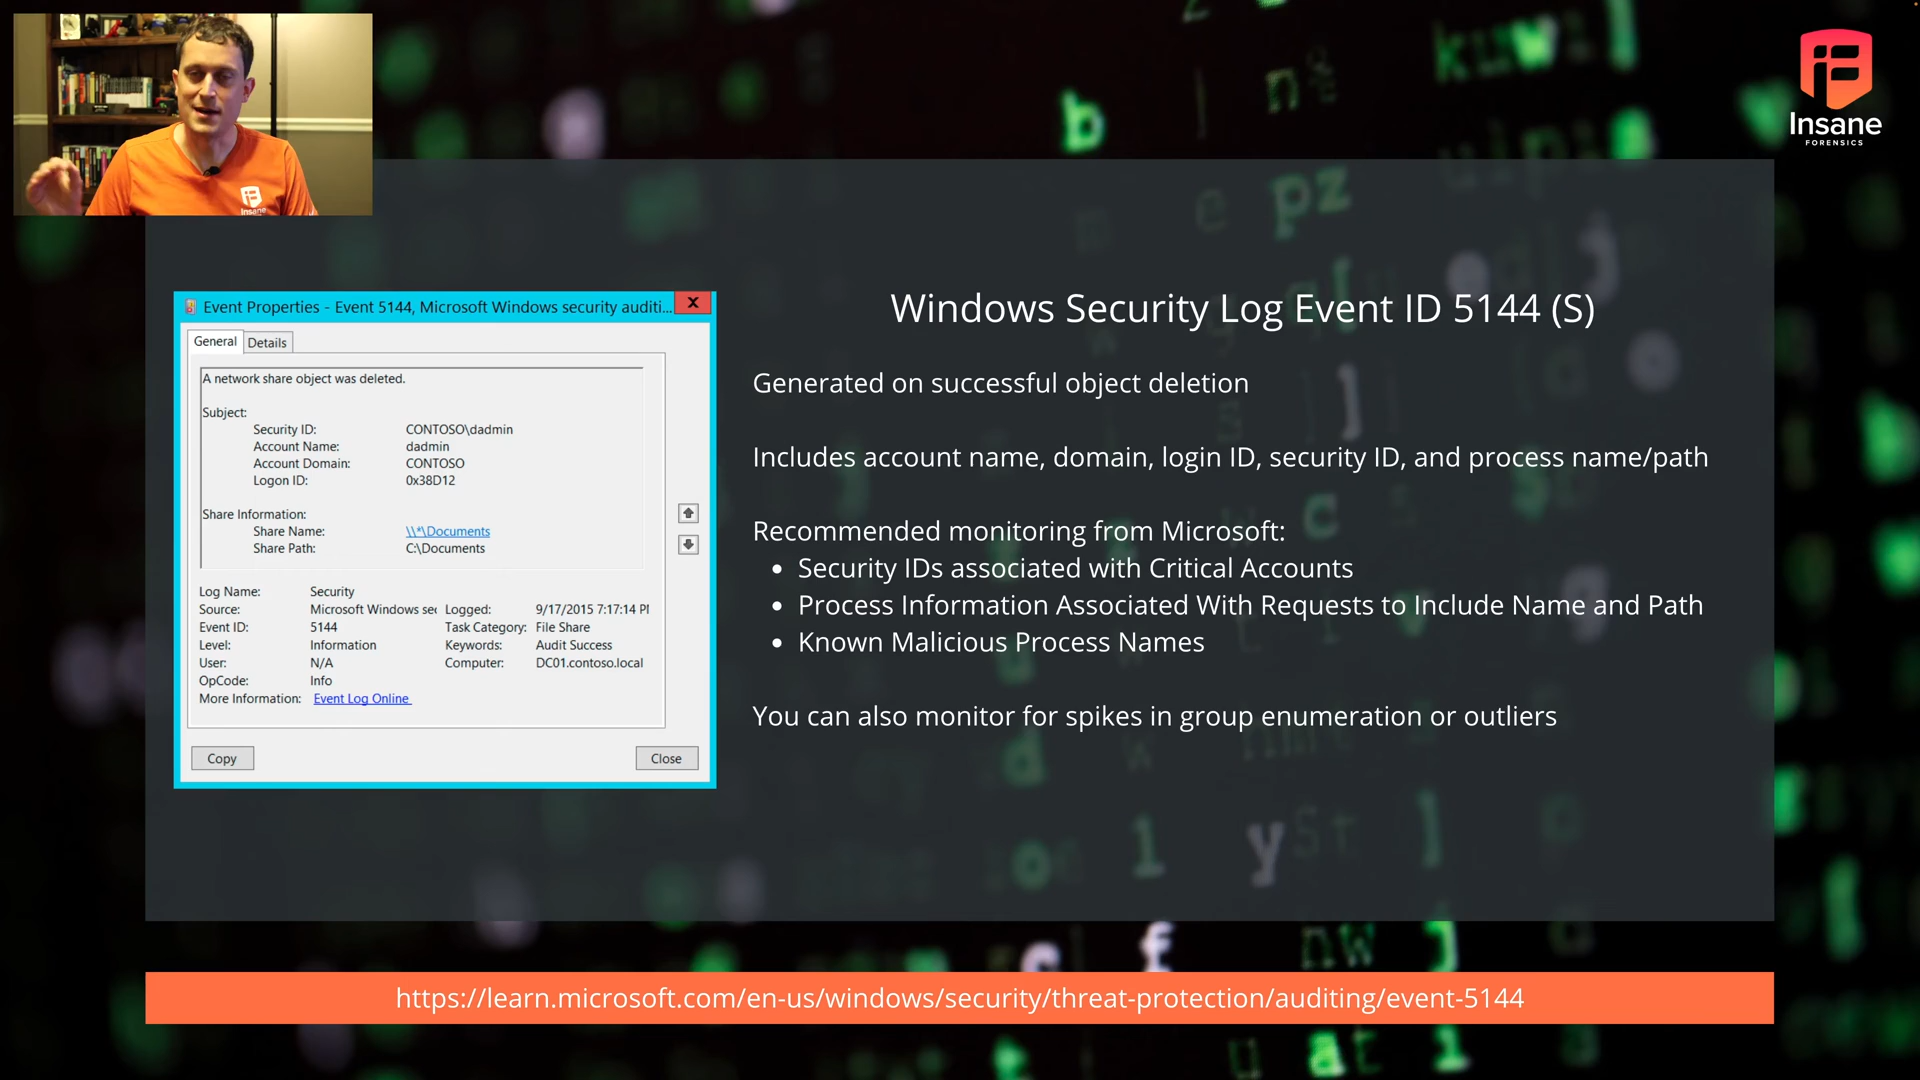 Insane
FORENSICS
Insane
Event Properties - Event 5144, Microsoft Windows security auditi...
X
General
Details
A network share object was deleted.
Subject:
Security ID: CONTOSO\dadmin
Account Name: dadmin
Account Domain: CONTOSO
Logon ID: 0x38D12
Share Information:
Share Name: \\*\Documents
Share Path: C:\Documents
Log Name: Security
Source: Microsoft Windows sec Logged: 9/17/2015 7:17:14 PM
Event ID: 5144 Task Category: File Share
Level: Information Keywords: Audit Success
User: N/A Computer: DC01.contoso.local
OpCode: Info
More Information: Event Log Online
Copy
Close
Windows Security Log Event ID 5144 (S)
Generated on successful object deletion
Includes account name, domain, login ID, security ID, and process name/path
Recommended monitoring from Microsoft:
• Security IDs associated with Critical Accounts
• Process Information Associated With Requests to Include Name and Path
• Known Malicious Process Names
You can also monitor for spikes in group enumeration or outliers
https://learn.microsoft.com/en-us/windows/security/threat-protection/auditing/event-5144